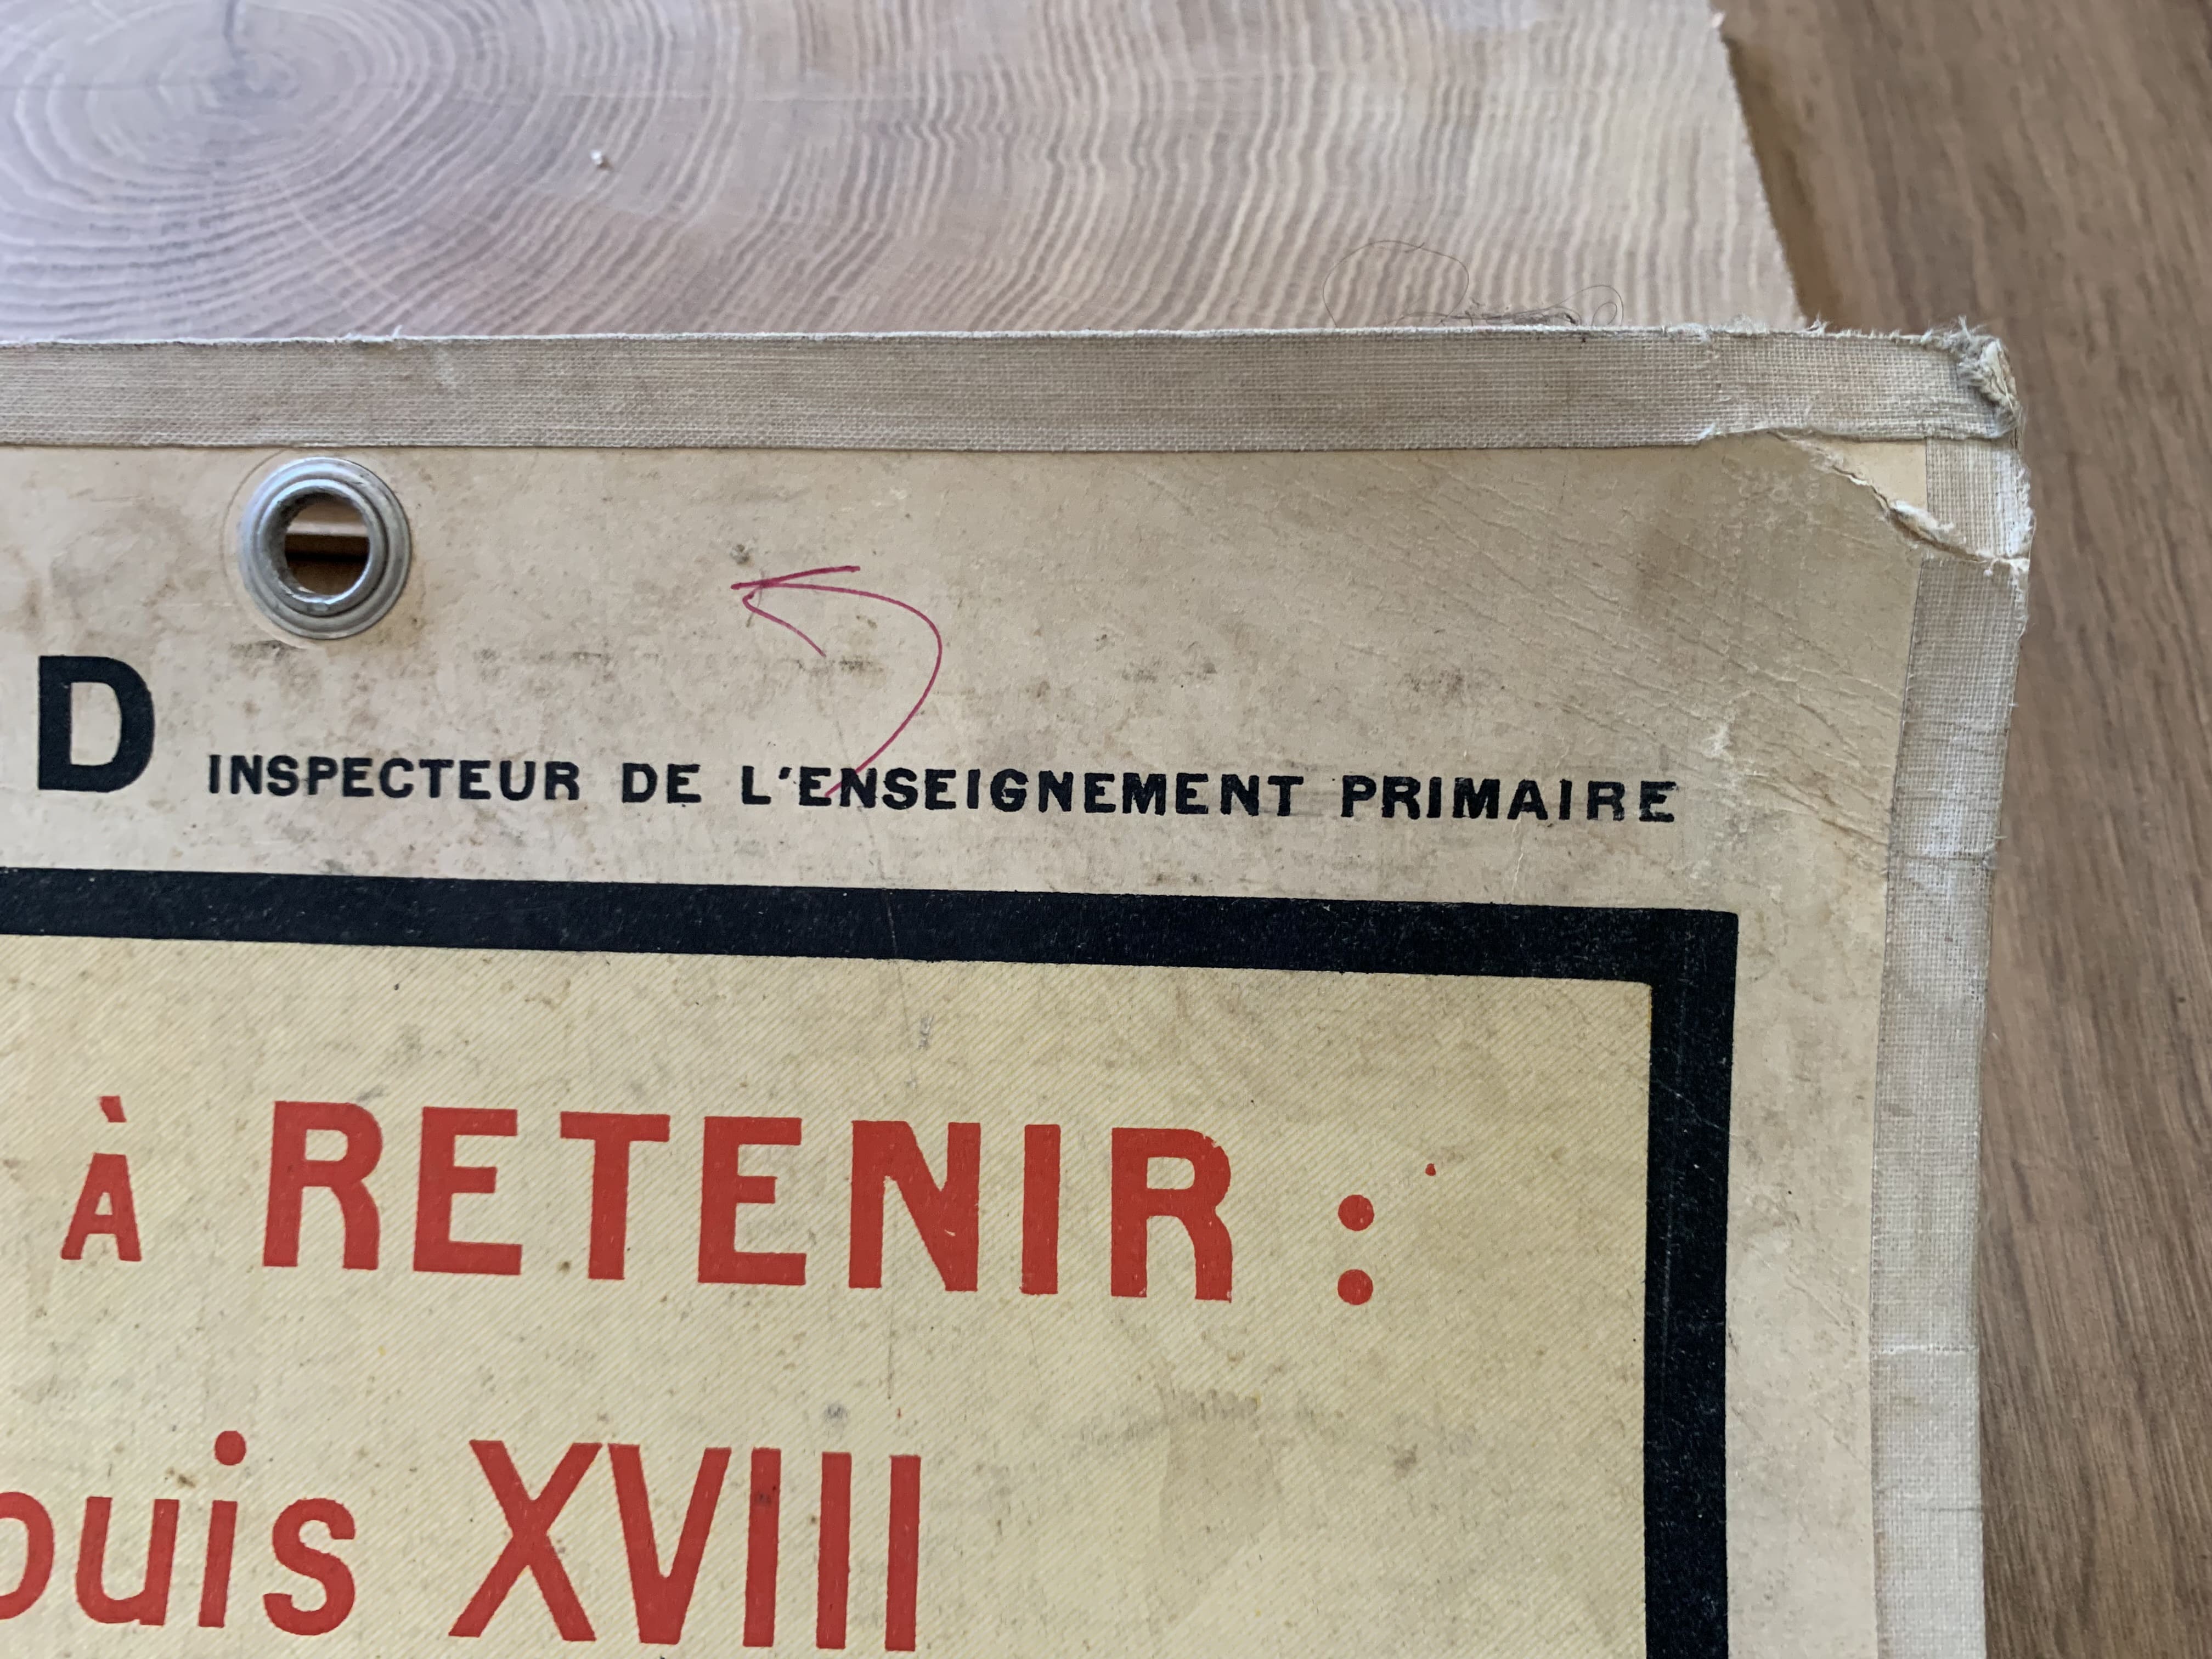 D INSPECTEUR DE L'ENSEIGNEMENT PRIMAIRE
À RETENIR :
ouis XVIII